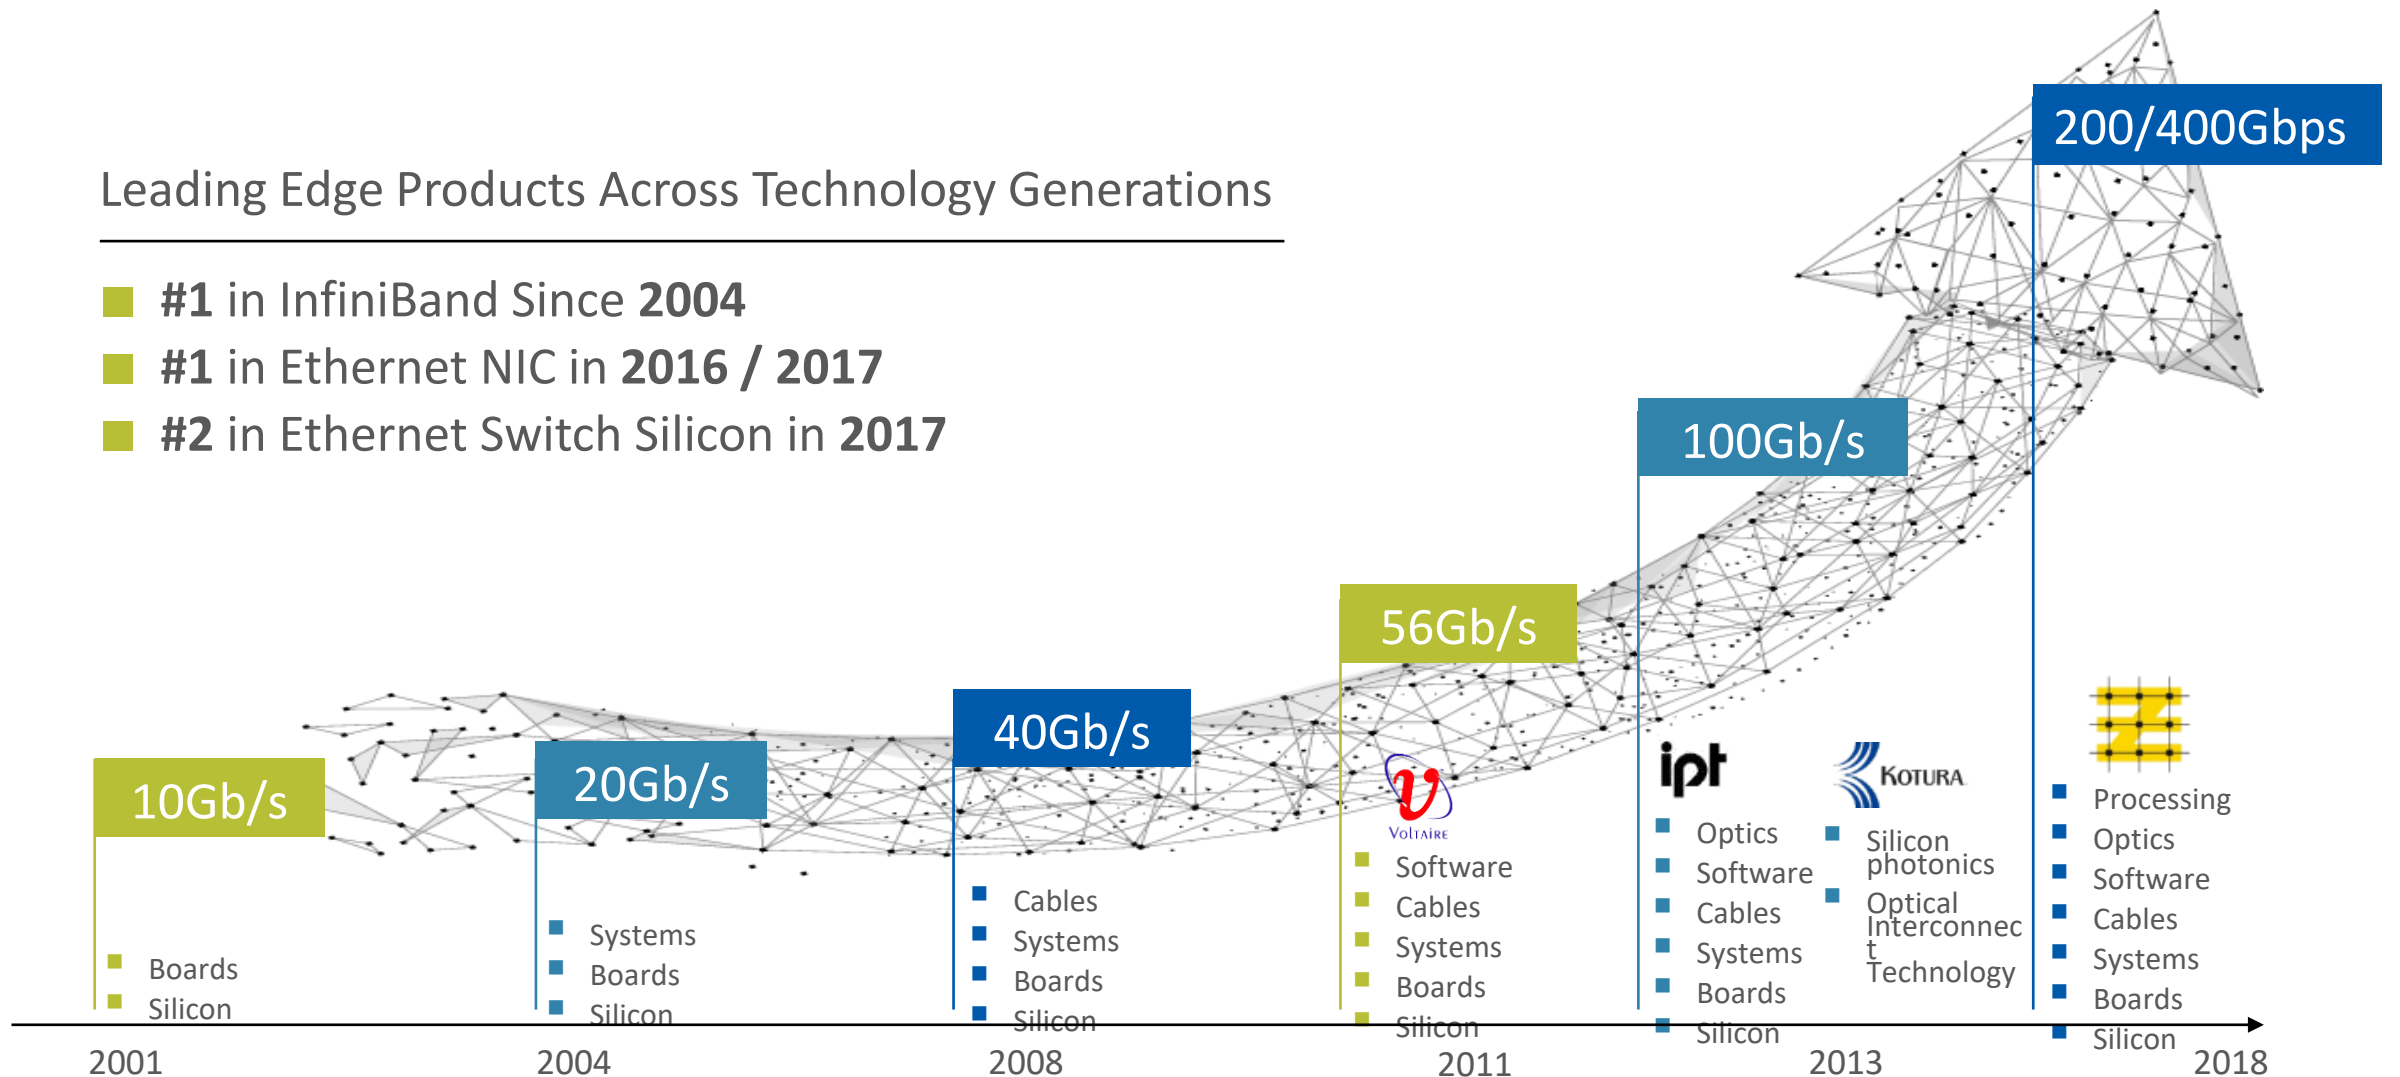 Leading Edge Products Across Technology Generations
#1 in InfiniBand Since 2004
#1 in Ethernet NIC in 2016 / 2017
#2 in Ethernet Switch Silicon in 2017
10Gb/s
Boards
Silicon
20Gb/s
Systems
Boards
Silicon
40Gb/s
Cables
Systems
Boards
Silicon
56Gb/s
VOLTAIRE
Software
Cables
Systems
Boards
Silicon
100Gb/s
ipt
Optics
Software
Cables
Systems
Boards
Silicon
KOTURA
Silicon
photonics
Optical
Interconnec
t
Technology
200/400Gbps
Processing
Optics
Software
Cables
Systems
Boards
Silicon
2001
2004
2008
2011
2013
2018